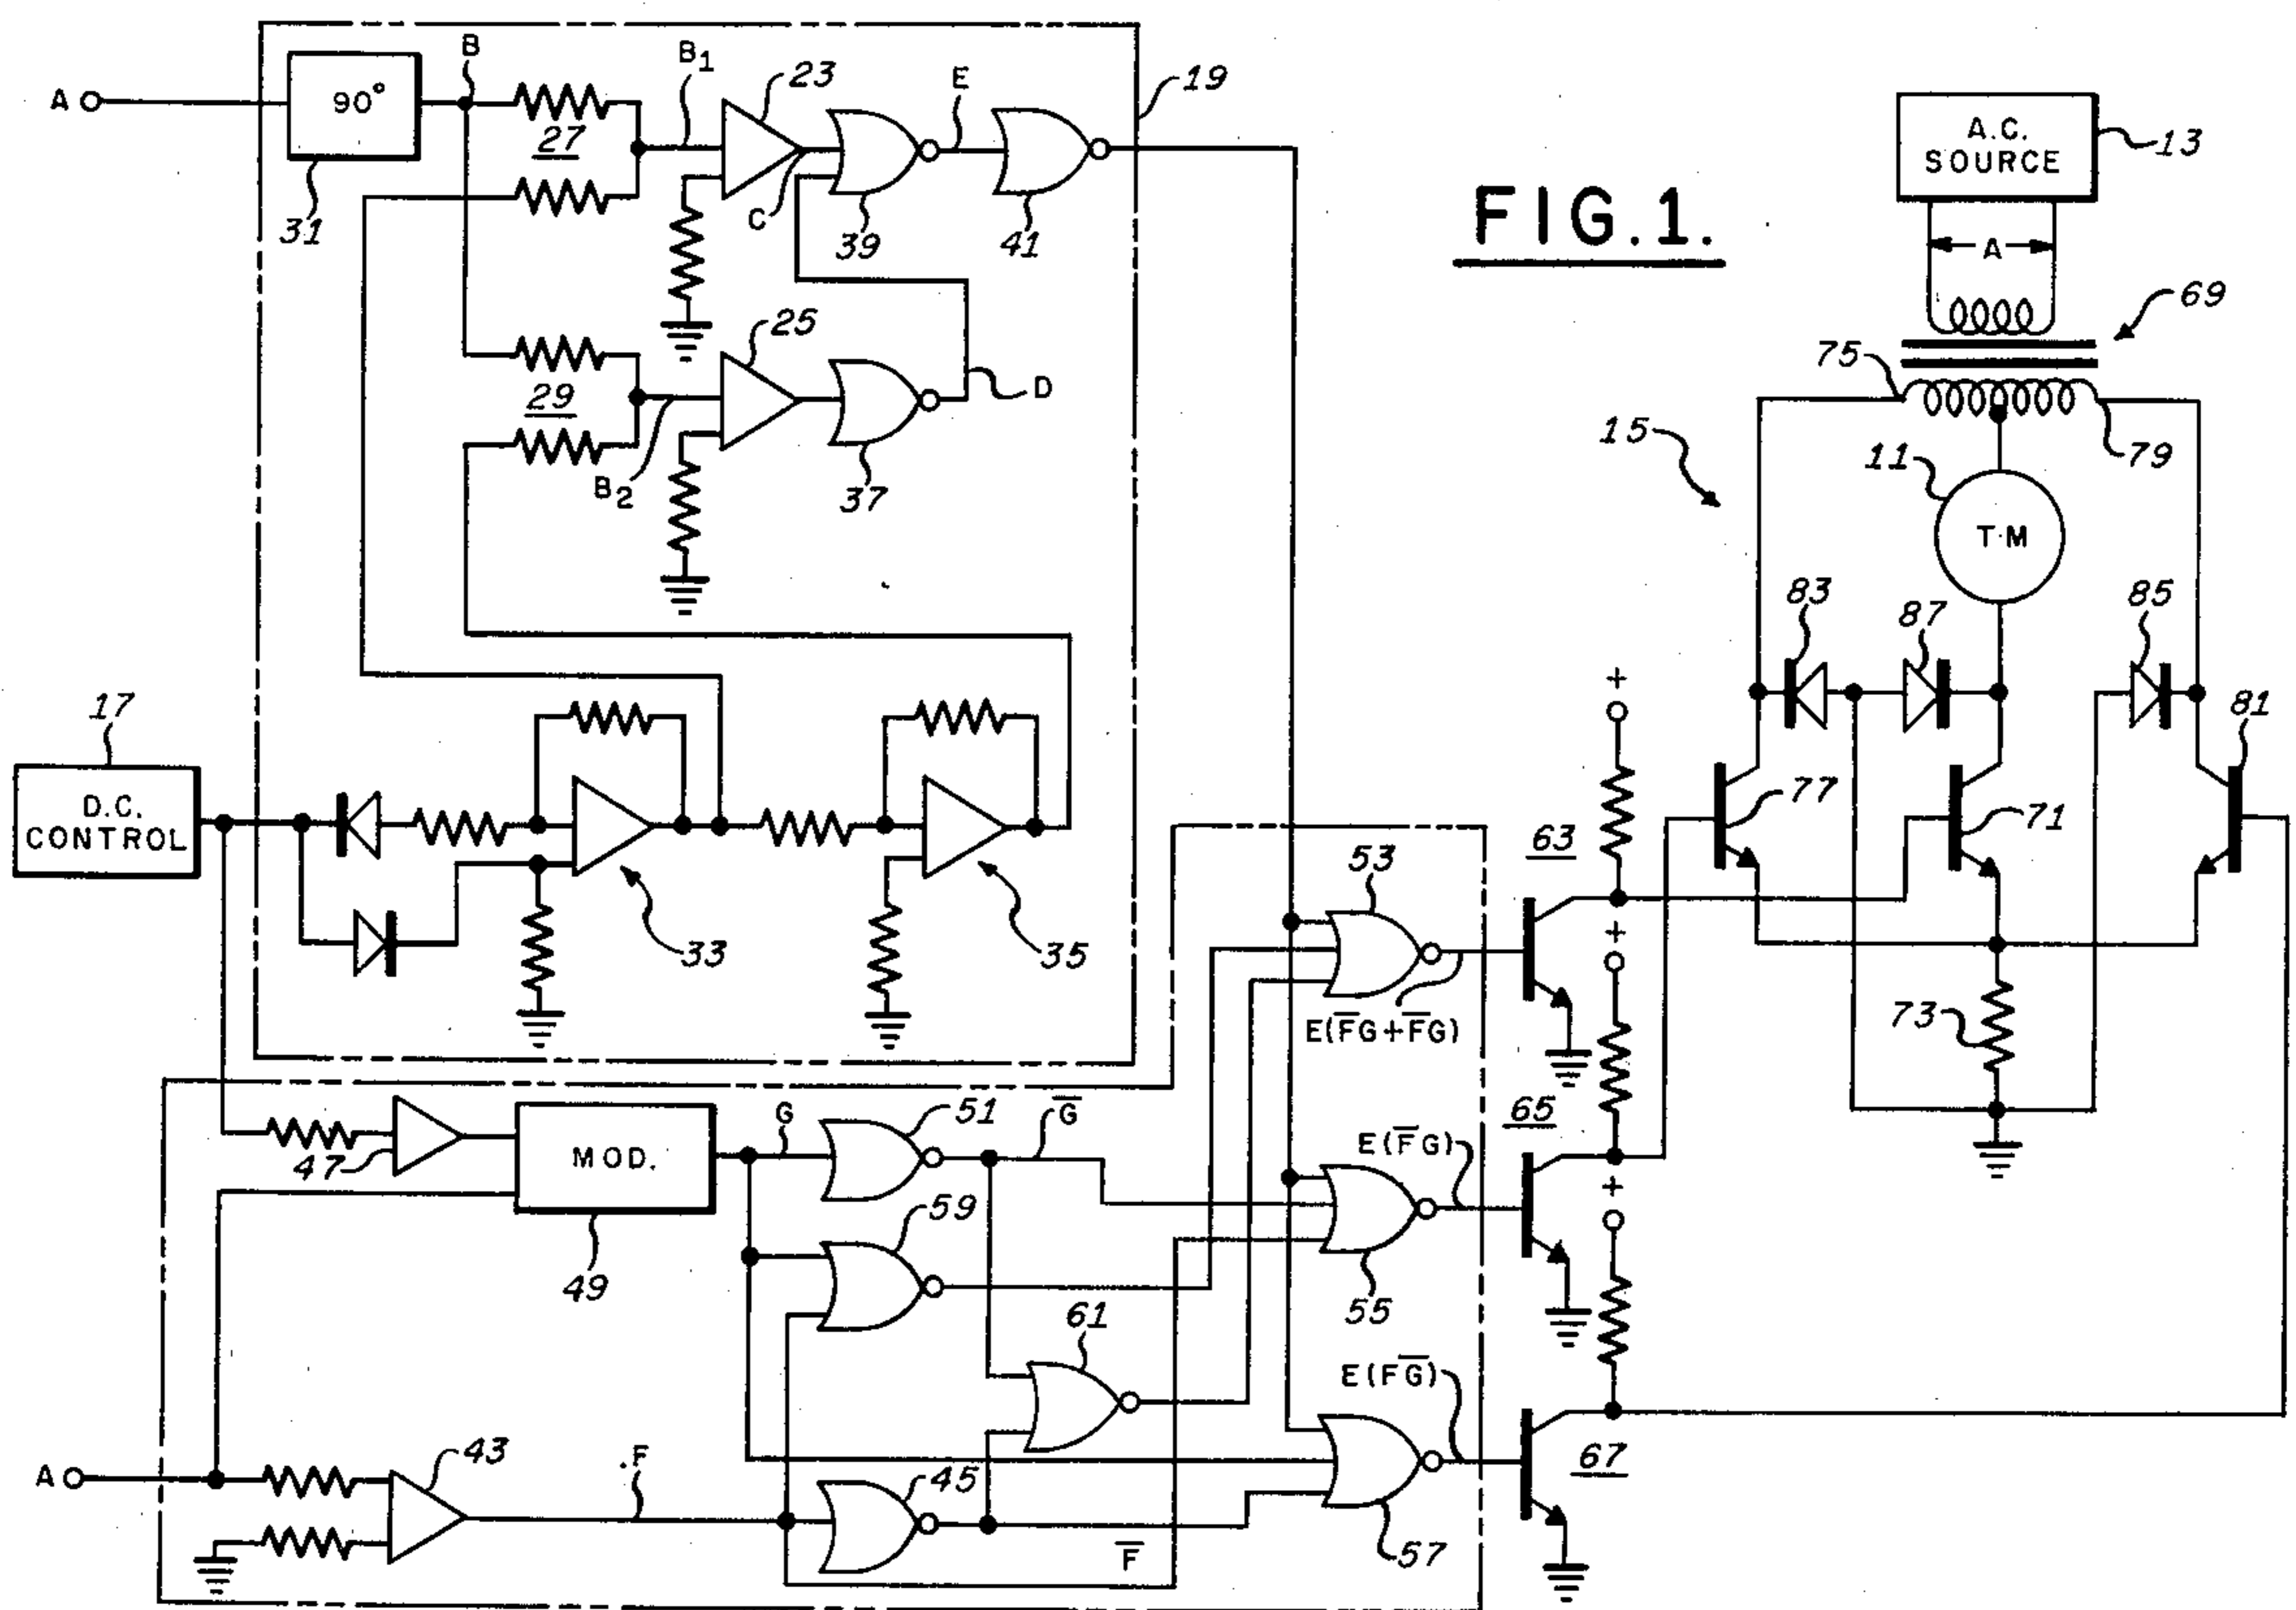 A
90°
B
27
B1
23
E
19
31
C
39
41
FIG.1.
A.C.
SOURCE
13
A
69
25
29
D
B2
37
75
79
15
11
T·M
83
87
85
81
17
D.C.
CONTROL
33
35
+
63
77
71
53
+
E(F̅G+F̅G)
73
47
MOD.
49
G
51
G̅
E(F̅G)
65
59
55
+
61
E(FG̅)
A
43
F
45
F̅
57
67